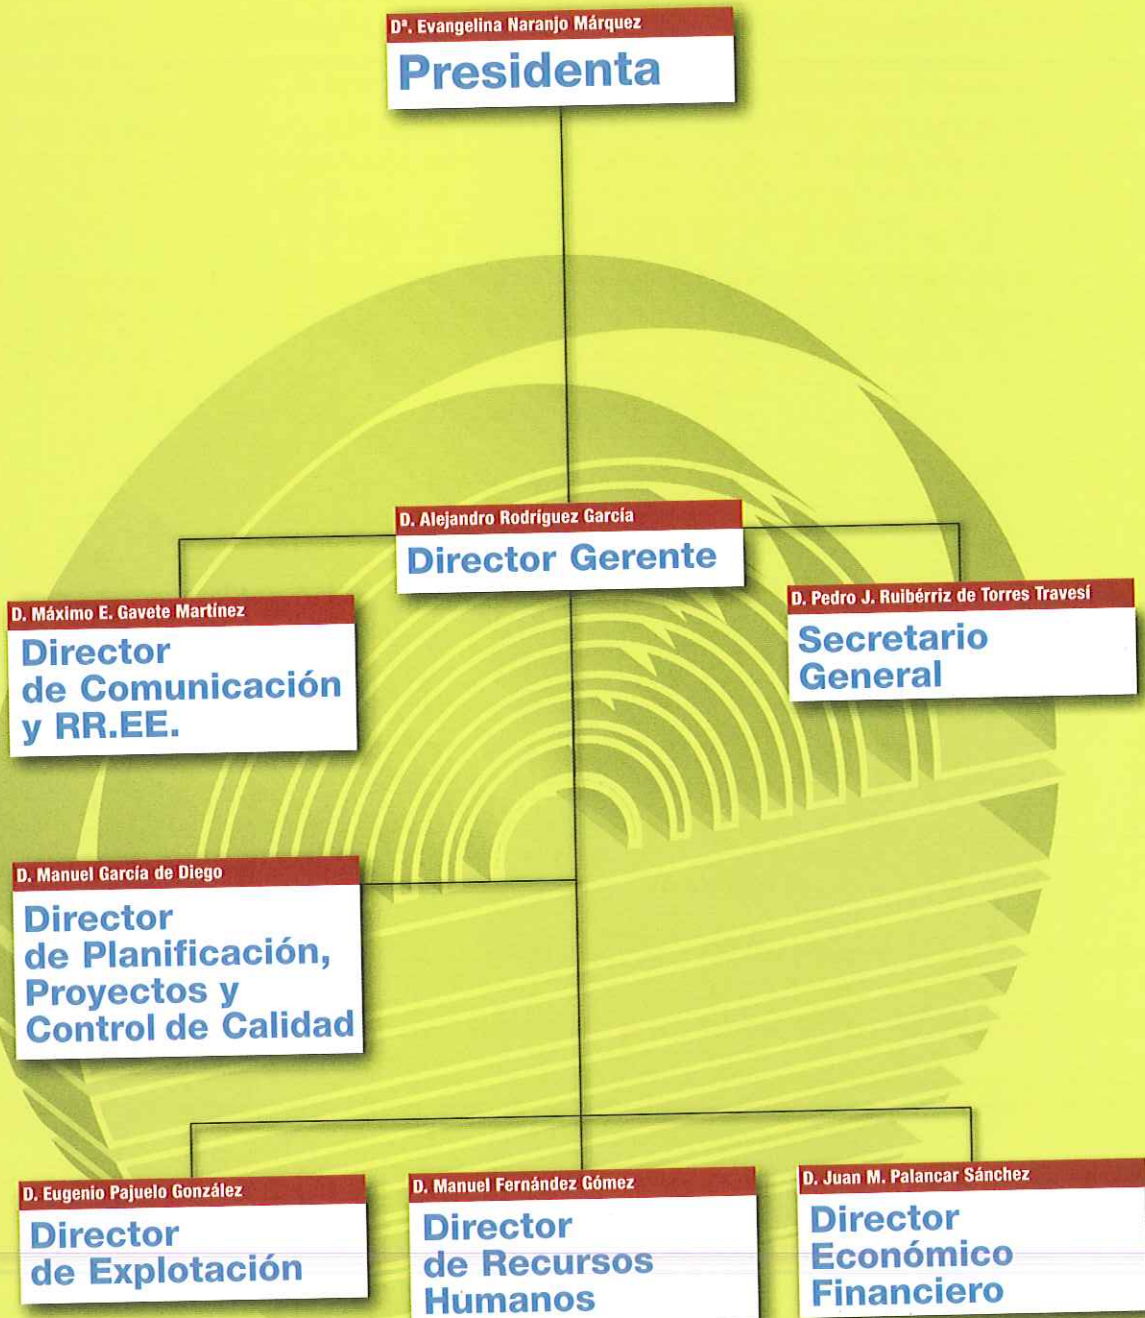 Dª. Evangelina Naranjo Márquez
Presidenta
D. Alejandro Rodríguez García
Director Gerente
D. Máximo E. Gavete Martínez
Director
de Comunicación
y RR.EE.
D. Pedro J. Ruibérriz de Torres Travesí
Secretario
General
D. Manuel García de Diego
Director
de Planificación,
Proyectos y
Control de Calidad
D. Eugenio Pajuelo González
Director
de Explotación
D. Manuel Fernández Gómez
Director
de Recursos
Humanos
D. Juan M. Palancar Sánchez
Director
Económico
Financiero